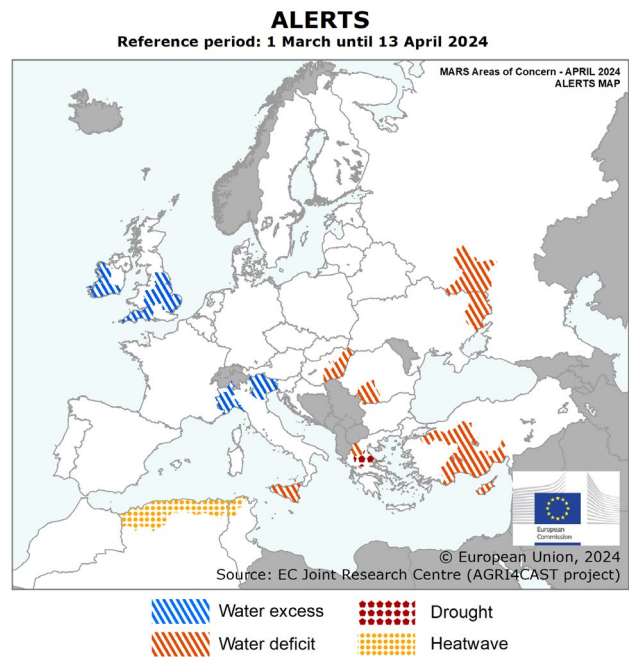 ALERTS
Reference period: 1 March until 13 April 2024
MARS Areas of Concern - APRIL 2024
ALERTS MAP
European
Commission
© European Union, 2024
Source: EC Joint Research Centre (AGRI4CAST project)
Water excess
Drought
Water deficit
Heatwave